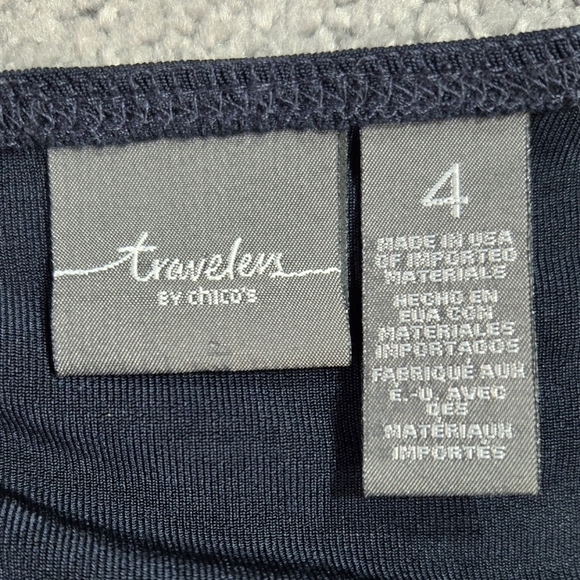 travelers
BY chico's
4
MADE IN USA
OF IMPORTED
MATERIALS
HECHO EN
EUA CON
MATERIALES
IMPORTADOS
FABRIQUÉ AUX
É.-U. AVEC
DES
MATÉRIAUX
IMPORTÉS